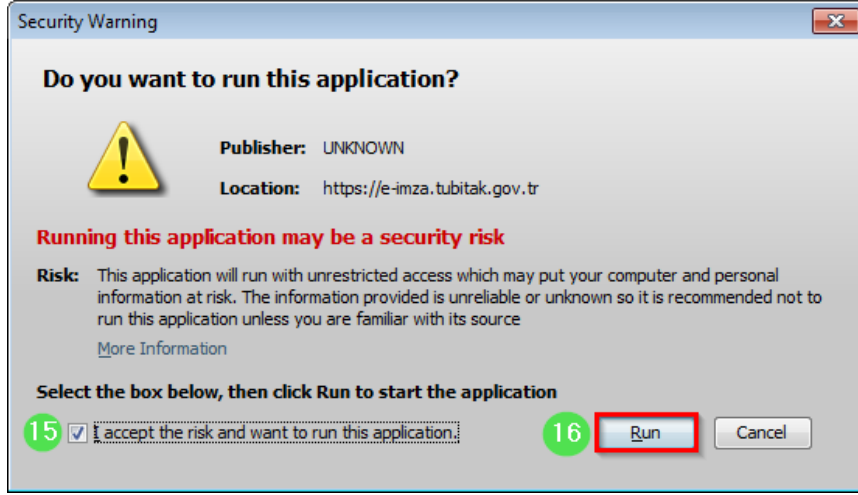 Security Warning
Do you want to run this application?
Publisher: UNKNOWN
Location: https://e-imza.tubitak.gov.tr
Running this application may be a security risk
Risk: This application will run with unrestricted access which may put your computer and personal
information at risk. The information provided is unreliable or unknown so it is recommended not to
run this application unless you are familiar with its source
More Information
Select the box below, then click Run to start the application
15 I accept the risk and want to run this application. 16 Run Cancel